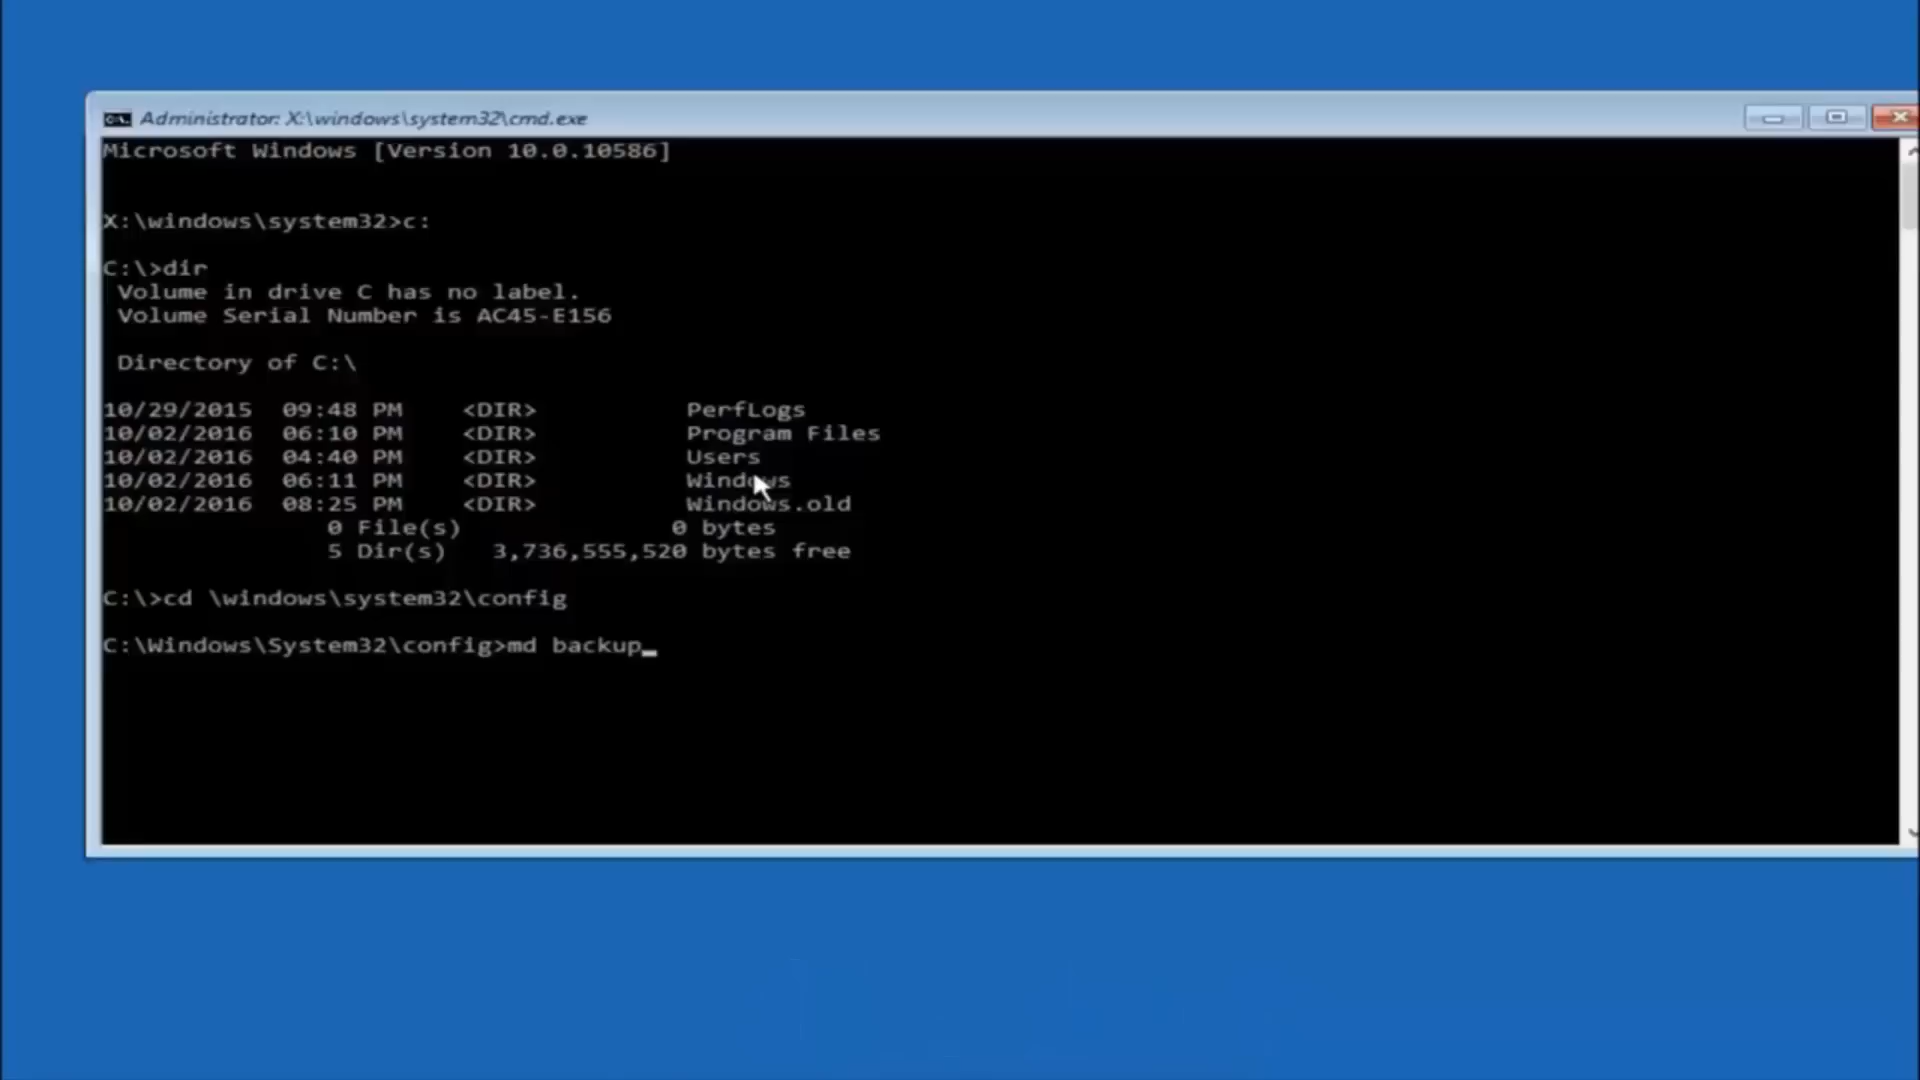 Administrator: X:\windows\system32\cmd.exe
Microsoft Windows [Version 10.0.10586]
X:\windows\system32>c:
C:\>dir
Volume in drive C has no label.
Volume Serial Number is AC45-E156
Directory of C:\
10/29/2015 09:48 PM <DIR> PerfLogs
10/02/2016 06:10 PM <DIR> Program Files
10/02/2016 04:40 PM <DIR> Users
10/02/2016 06:11 PM <DIR> Windows
10/02/2016 08:25 PM <DIR> Windows.old
0 File(s) 0 bytes
5 Dir(s) 3,736,555,520 bytes free
C:\>cd \windows\system32\config
C:\Windows\System32\config>md backup_